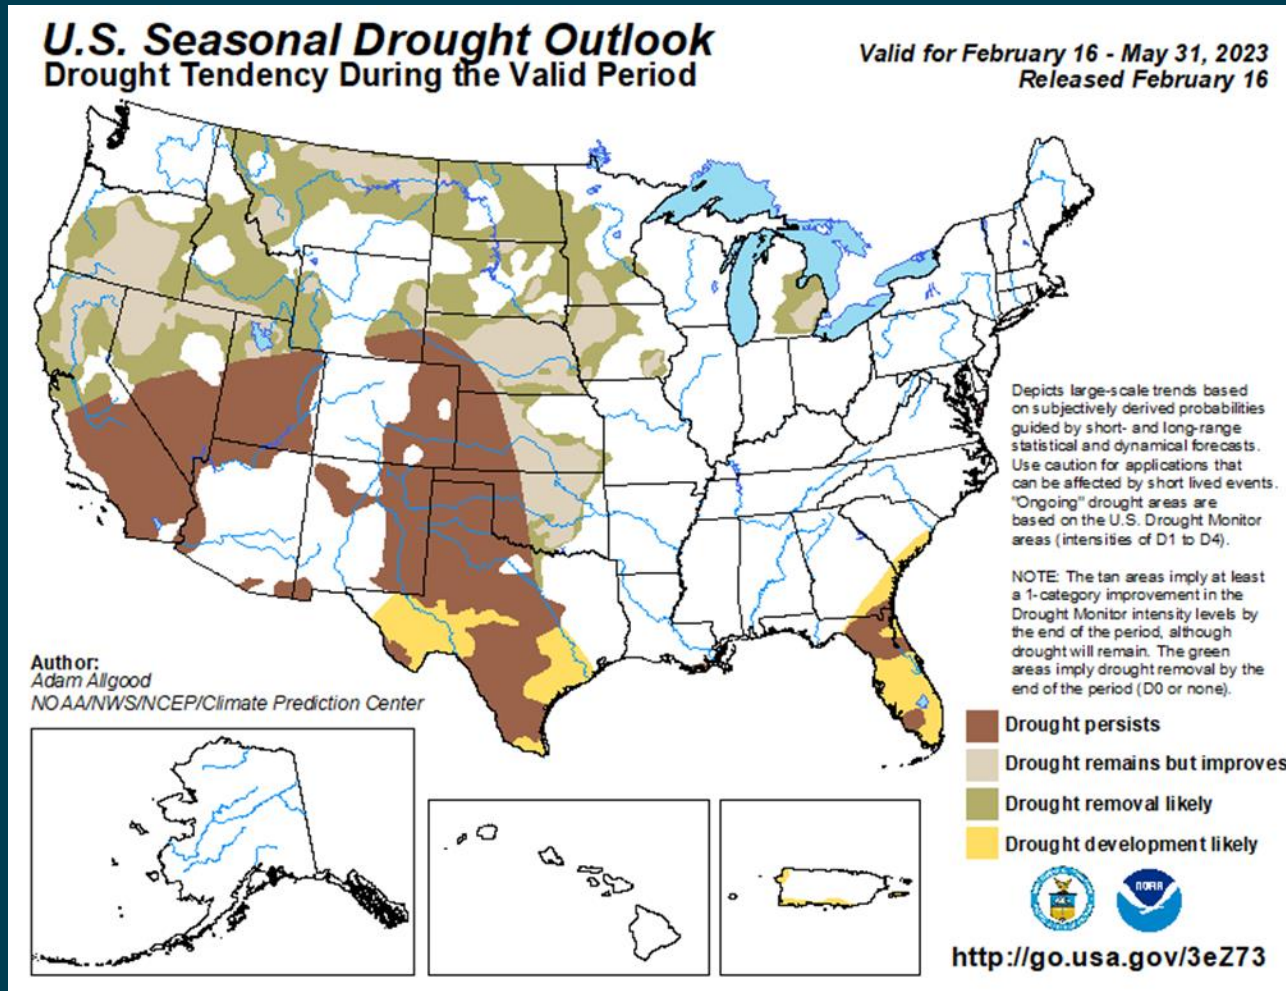 U.S. Seasonal Drought Outlook
Drought Tendency During the Valid Period
Valid for February 16 - May 31, 2023
Released February 16
Depicts large-scale trends based
on subjectively derived probabilities
guided by short- and long-range
statistical and dynamical forecasts.
Use caution for applications that
can be affected by short lived events.
"Ongoing" drought areas are
based on the U.S. Drought Monitor
areas (intensities of D1 to D4).
NOTE: The tan areas imply at least
a 1-category improvement in the
Drought Monitor intensity levels by
the end of the period, although
drought will remain. The green
areas imply drought removal by the
end of the period (D0 or none).
Author:
Adam Allgood
NOAA/NWS/NCEP/Climate Prediction Center
Drought persists
Drought remains but improves
Drought removal likely
Drought development likely
NOAA
http://go.usa.gov/3eZ73